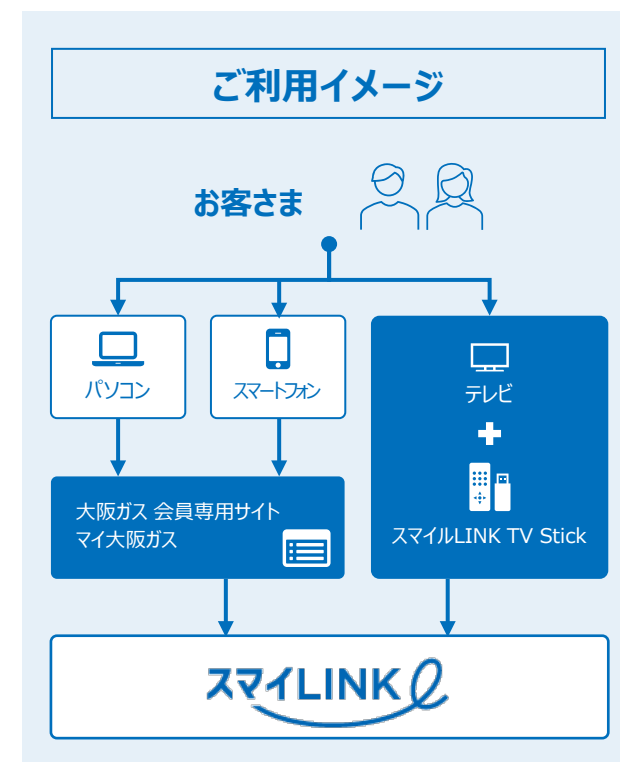 ご利用イメージ
お客さま
パソコン
スマートフォン
テレビ
大阪ガス 会員専用サイト
マイ大阪ガス
スマイルLINK TV Stick
スマイLINK